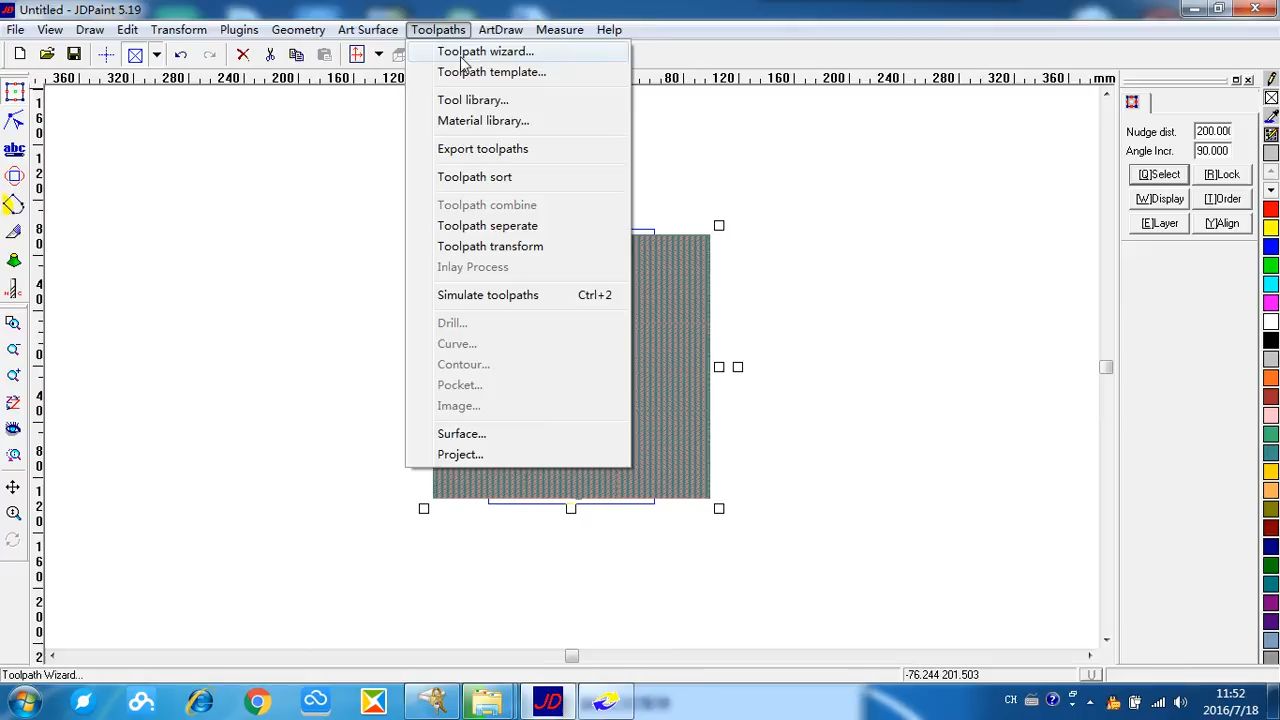 Untitled - JDPaint 5.19
File View Draw Edit Transform Plugins Geometry Art Surface Toolpaths ArtDraw Measure Help
360 320 280 240 200 160 120 80 120 160 200 240 280 320 360 mm
Toolpath wizard...
Toolpath template...
Tool library...
Material library...
Export toolpaths
Toolpath sort
Toolpath combine
Toolpath seperate
Toolpath transform
Inlay Process
Simulate toolpaths Ctrl+2
Drill...
Curve...
Contour...
Pocket...
Image...
Surface...
Project...
abc
Nudge dist. 200.000
Angle Incr. 90.000
[Q]Select [R]Lock
[W]Display [T]Order
[E]Layer [Y]Align
Toolpath Wizard...
-76.244 201.503
U
JD
CH
11:52
2016/7/18